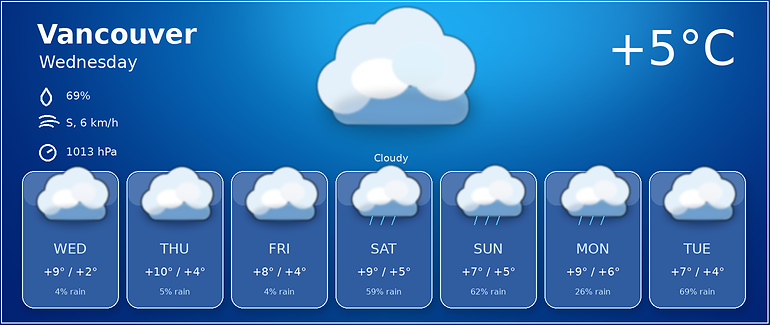 Vancouver
Wednesday
+5°C
69%
S, 6 km/h
1013 hPa
Cloudy
WED
+9° / +2°
4% rain
THU
+10° / +4°
5% rain
FRI
+8° / +4°
4% rain
SAT
+9° / +5°
59% rain
SUN
+7° / +5°
62% rain
MON
+9° / +6°
26% rain
TUE
+7° / +4°
69% rain